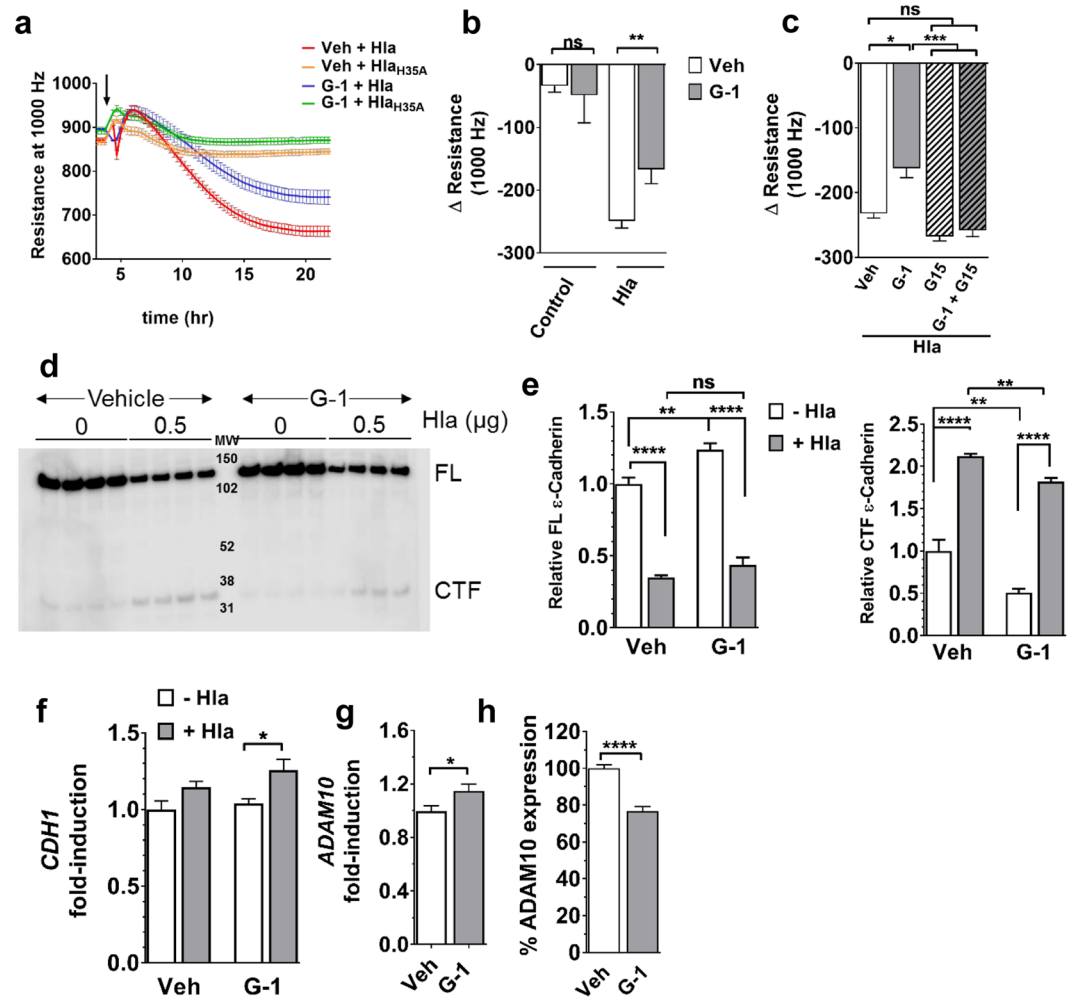 a
Veh + Hla
Veh + HlaH35A
G-1 + Hla
G-1 + HlaH35A
Resistance at 1000 Hz
1000
900
800
700
600
5
10
15
20
time (hr)
b
ns
**
Veh
G-1
Δ Resistance
(1000 Hz)
0
-100
-200
-300
Control
Hla
c
ns
*
***
Δ Resistance
(1000 Hz)
0
-100
-200
-300
Veh
G-1
G15
G-1 + G15
Hla
d
Vehicle
G-1
0
0.5
0
0.5
Hla (µg)
MW
150
102
52
38
31
FL
CTF
e
ns
**
****
****
- Hla
+ Hla
Relative FL ε-Cadherin
1.5
1.0
0.5
0.0
Veh
G-1
**
**
****
****
Relative CTF ε-Cadherin
2.5
2.0
1.5
1.0
0.5
0.0
Veh
G-1
f
- Hla
+ Hla
*
CDH1
fold-induction
1.5
1.0
0.5
0.0
Veh
G-1
g
*
ADAM10
fold-induction
1.6
1.2
0.8
0.4
0.0
Veh
G-1
h
****
% ADAM10 expression
120
100
80
60
40
20
0
Veh
G-1